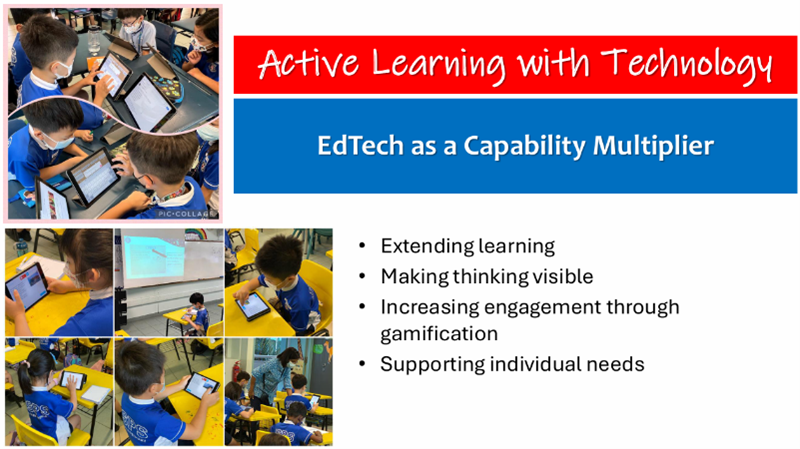 Active Learning with Technology
EdTech as a Capability Multiplier
PIC•COLLAGE
• Extending learning
• Making thinking visible
• Increasing engagement through
gamification
• Supporting individual needs